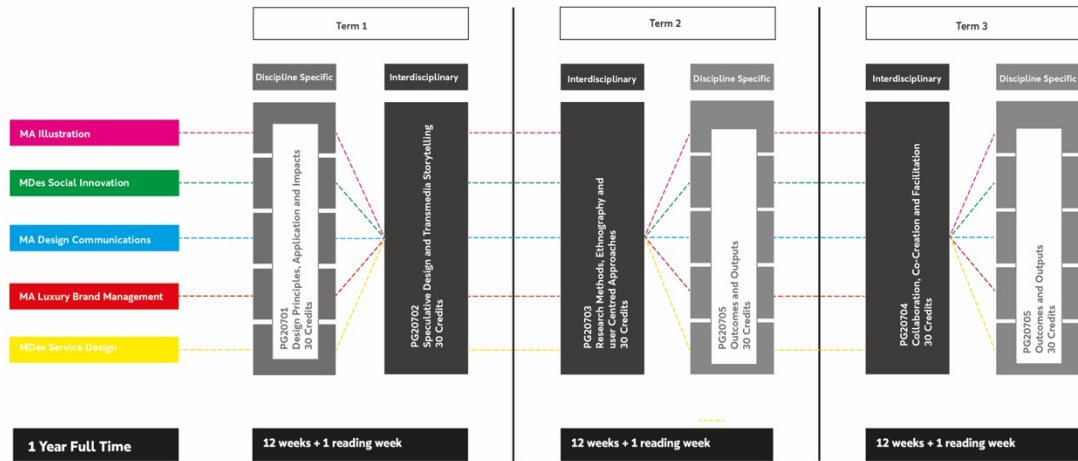 Term 1
Term 2
Term 3
Discipline Specific
Interdisciplinary
Interdisciplinary
Discipline Specific
Interdisciplinary
Discipline Specific
MA Illustration
MDes Social Innovation
MA Design Communications
MA Luxury Brand Management
MDes Service Design
PG20701
Design Principles, Application and Impacts
30 Credits
PG20702
Speculative Design and Transmedia Storytelling
30 Credits
PG20703
Research Methods, Ethnography and
user Centred Approaches
30 Credits
PG20705
Outcomes and Outputs
30 Credits
PG20704
Collaboration, Co-Creation and Facilitation
30 Credits
PG20705
Outcomes and Outputs
30 Credits
1 Year Full Time
12 weeks + 1 reading week
12 weeks + 1 reading week
12 weeks + 1 reading week